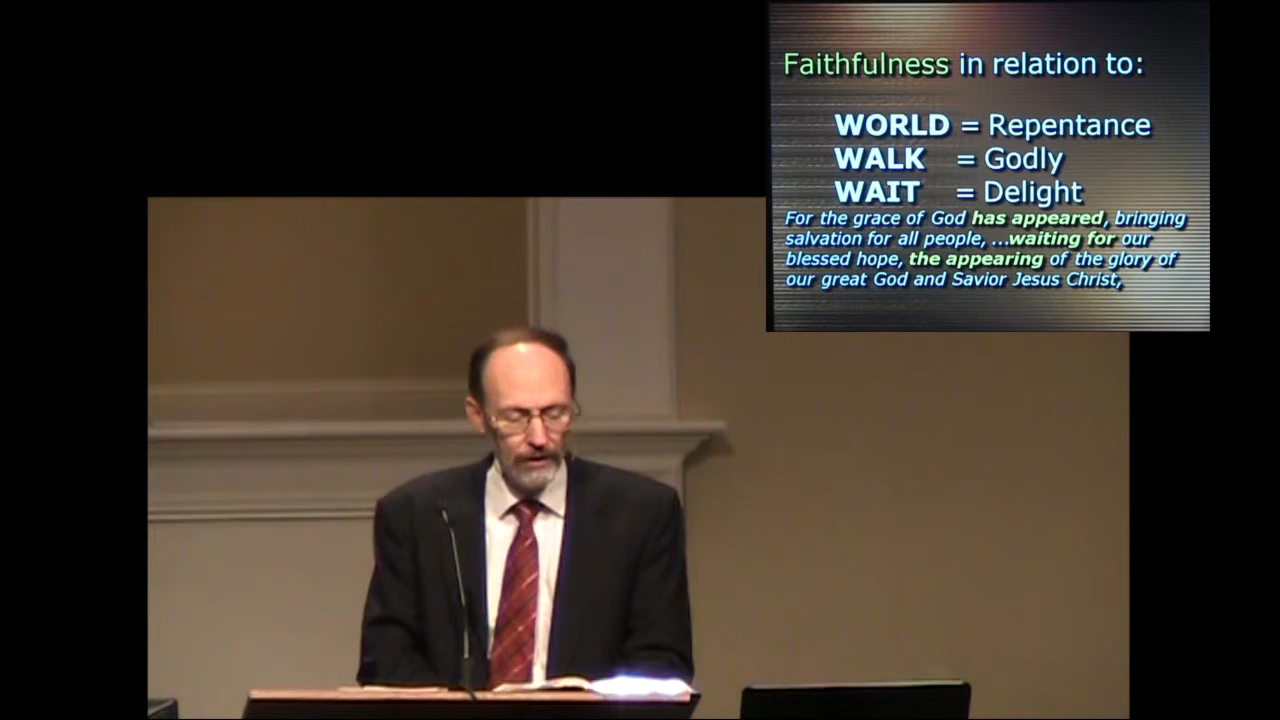 Faithfulness in relation to:
WORLD = Repentance
WALK = Godly
WAIT = Delight
For the grace of God has appeared, bringing
salvation for all people, ...waiting for our
blessed hope, the appearing of the glory of
our great God and Savior Jesus Christ,